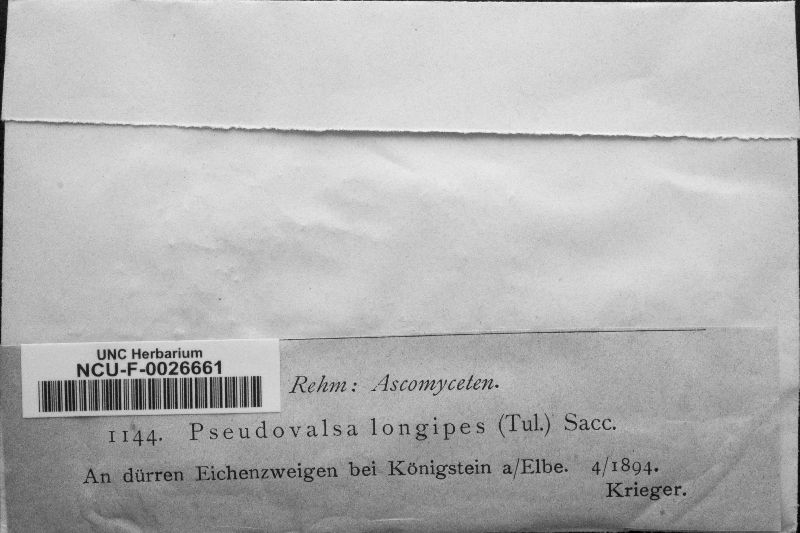 UNC Herbarium
NCU-F-0026661
Rehm: Ascomyceten.
1144. Pseudovalsa longipes (Tul.) Sacc.
An dürren Eichenzweigen bei Königstein a/Elbe. 4/1894.
Krieger.